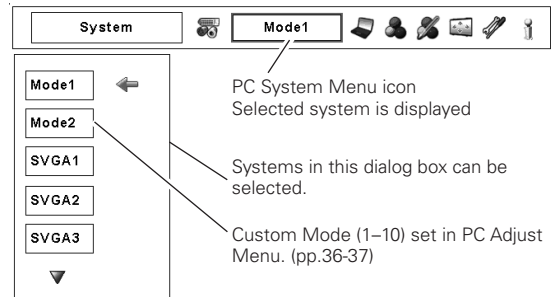 System
Mode1
Mode1
Mode2
SVGA1
SVGA2
SVGA3
PC System Menu icon
Selected system is displayed
Systems in this dialog box can be
selected.
Custom Mode (1–10) set in PC Adjust
Menu. (pp.36-37)